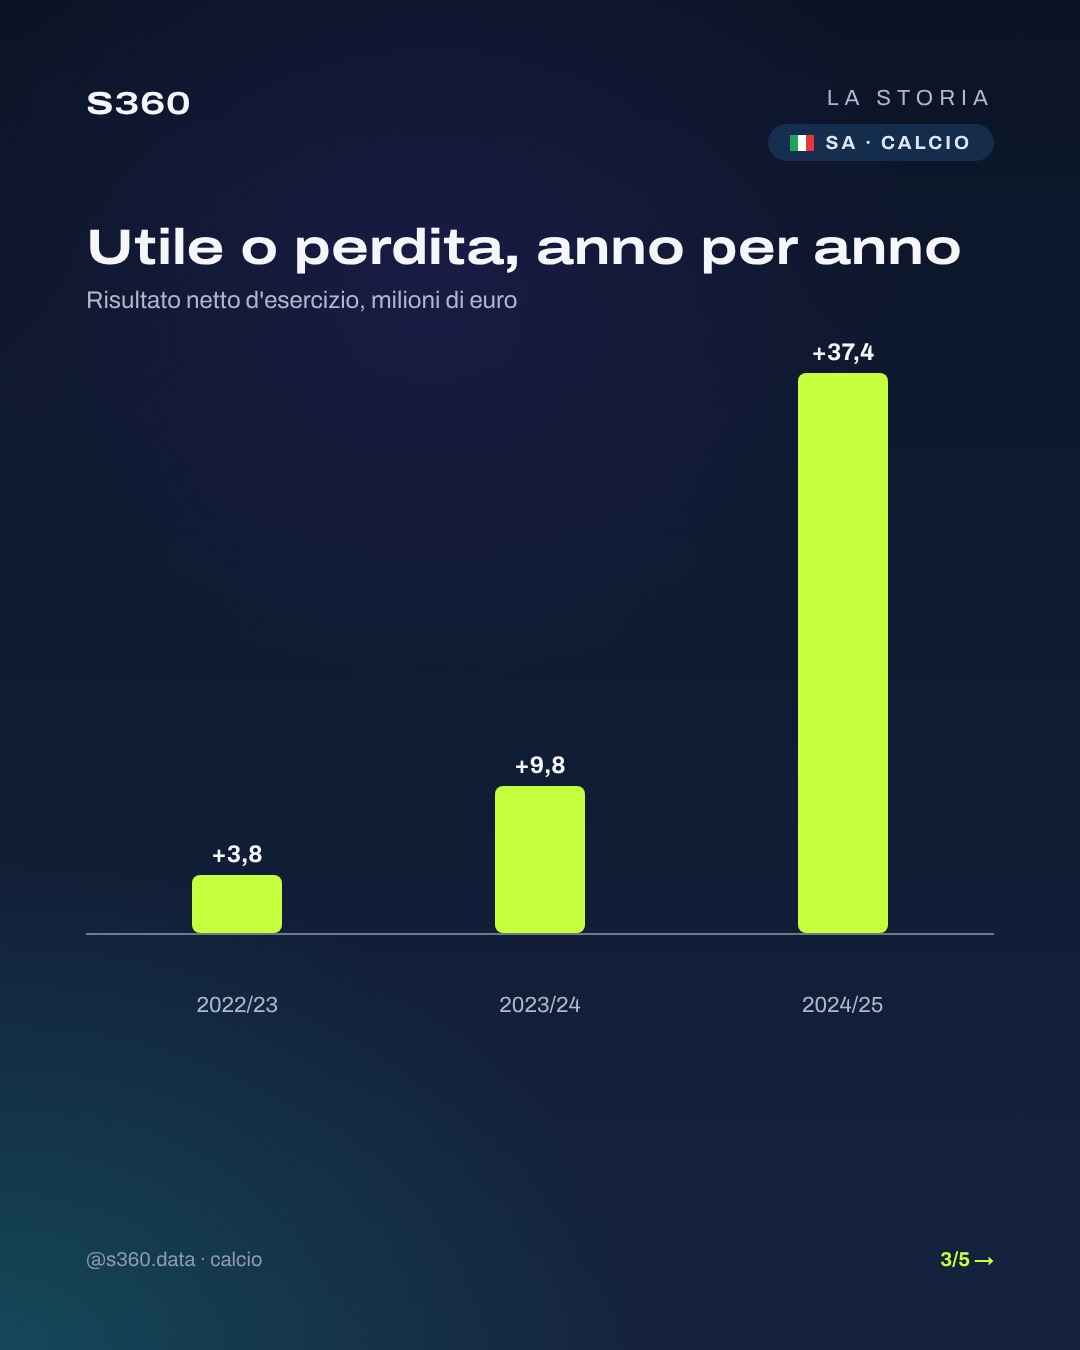 S360
LA STORIA
SA · CALCIO
Utile o perdita, anno per anno
Risultato netto d'esercizio, milioni di euro
+37,4
+9,8
+3,8
2022/23
2023/24
2024/25
@s360.data · calcio
3/5 →